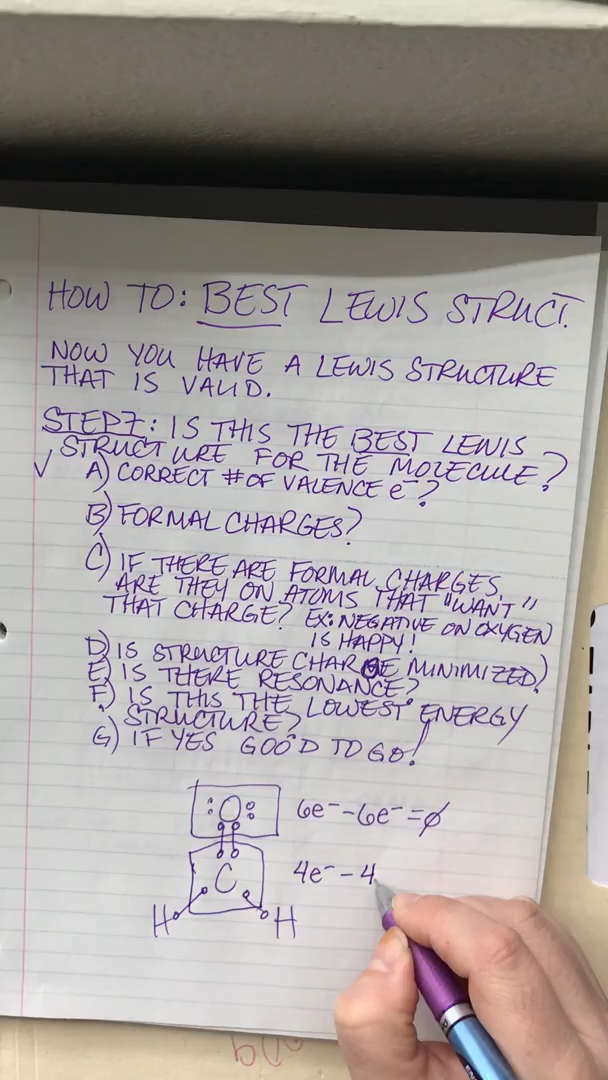 HOW TO: BEST LEWIS STRUCT.
NOW YOU HAVE A LEWIS STRUCTURE
THAT IS VALID.
STEP 7: IS THIS THE BEST LEWIS
STRUCTURE FOR THE MOLECULE?
✓ A) CORRECT # OF VALENCE e⁻?
B) FORMAL CHARGES?
C) IF THERE ARE FORMAL CHARGES,
ARE THEY ON ATOMS THAT "WANT"
THAT CHARGE? EX: NEGATIVE ON OXYGEN
IS HAPPY!
D) IS STRUCTURE CHARGE MINIMIZED?
E) IS THERE RESONANCE?
F) IS THIS THE LOWEST ENERGY
STRUCTURE?
G) IF YES GOOD TO GO!
:O: 6e⁻ - 6e⁻ = ∅
C 4e⁻ - 4
H H